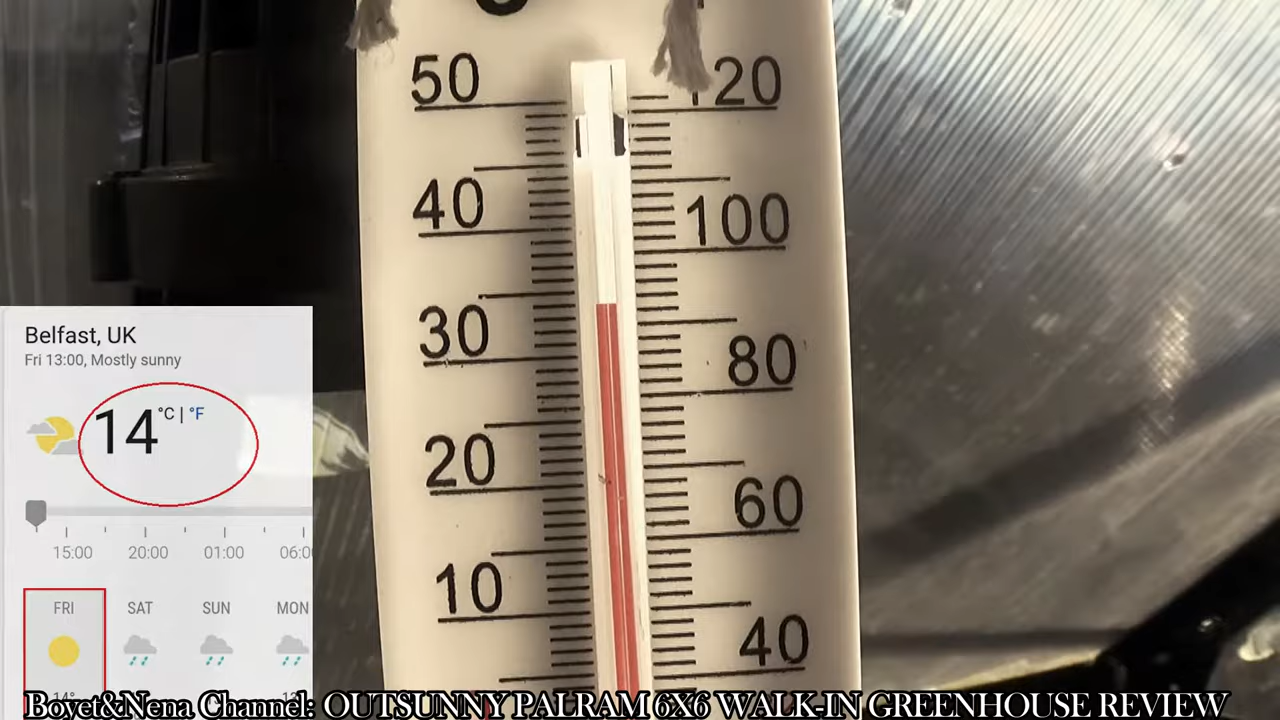 50 120
40 100
30 80
20 60
10 40
Belfast, UK
Fri 13:00, Mostly sunny
14 °C | °F
15:00 20:00 01:00 06:0
FRI SAT SUN MON
14°
Boyet&Nena Channel: OUTSUNNY PALRAM 6X6 WALK-IN GREENHOUSE REVIEW